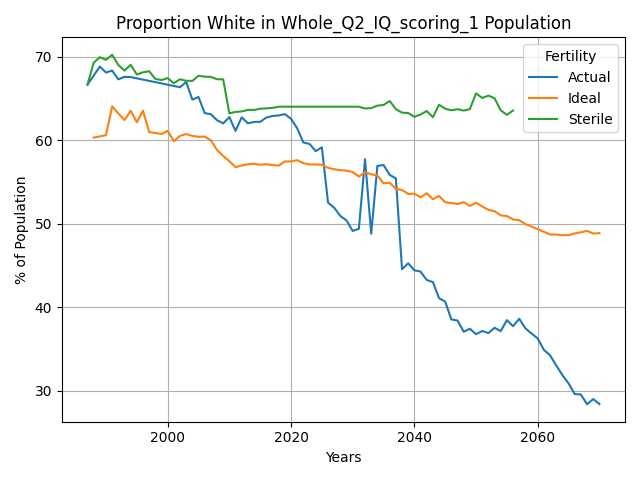 Proportion White in Whole_Q2_IQ_scoring_1 Population
% of Population
70
60
50
40
30
Fertility
Actual
Ideal
Sterile
2000
2020
2040
2060
Years